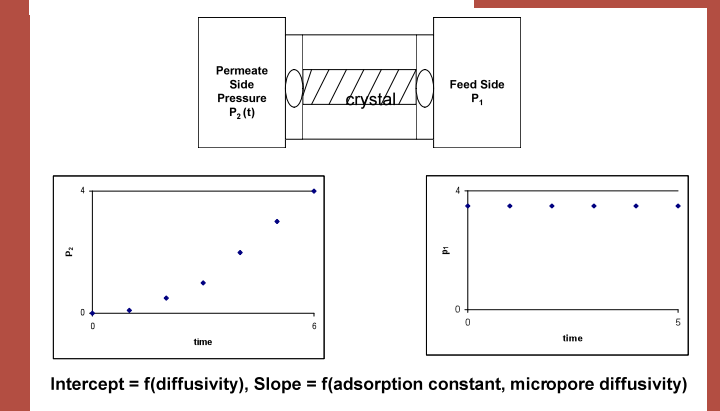 Permeate
Side
Pressure
P₂ (t)
crystal
Feed Side
P₁
4
P₂
0
0
6
time
4
p₁
0
0
5
time
Intercept = f(diffusivity), Slope = f(adsorption constant, micropore diffusivity)